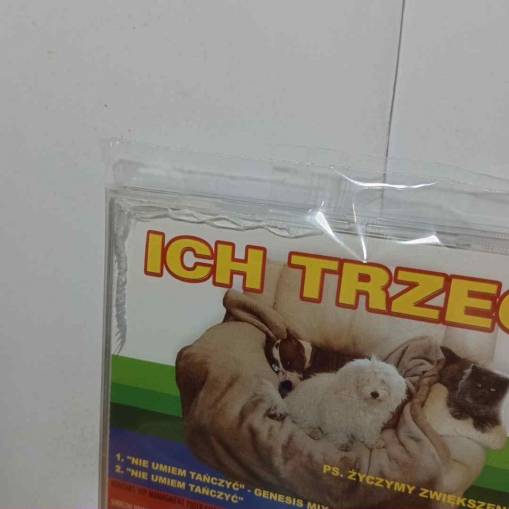 ICH TRZEC
1. "NIE UMIEM TAŃCZYĆ" - GENESIS MIX
2. "NIE UMIEM TAŃCZYĆ"
PS. ŻYCZYMY ZWIĘKSZEN